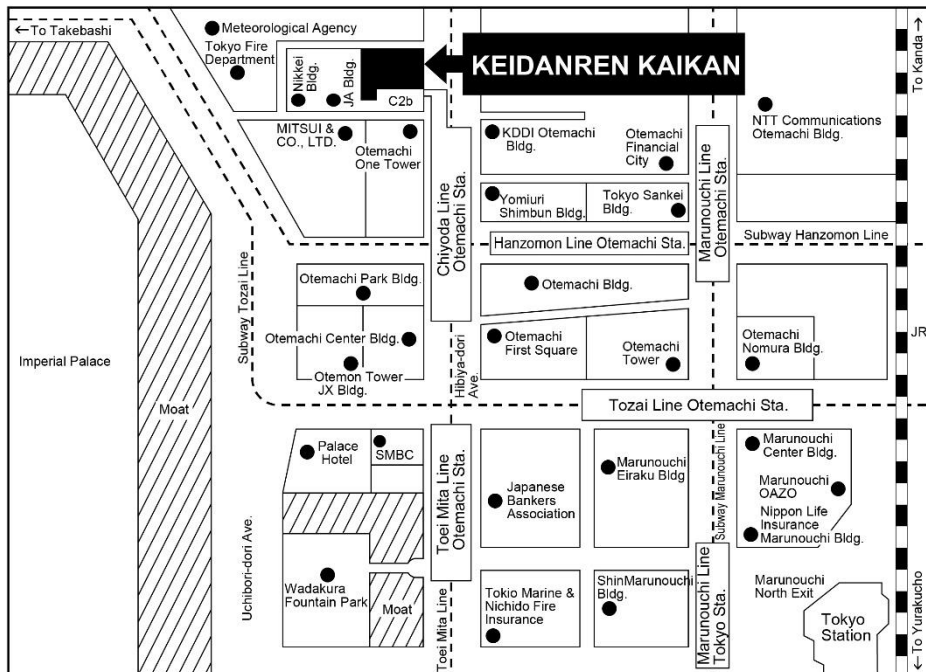 ←To Takebashi
Meteorological Agency
Tokyo Fire
Department
Nikkei
Bldg.
JA Bldg.
C2b
KEIDANREN KAIKAN
To Kanda→
NTT Communications
Otemachi Bldg.
MITSUI &
CO., LTD.
Otemachi
One Tower
KDDI Otemachi
Bldg.
Otemachi
Financial
City
Chiyoda Line
Otemachi Sta.
Marunouchi Line
Otemachi Sta.
Yomiuri
Shimbun Bldg.
Tokyo Sankei
Bldg.
Hanzomon Line Otemachi Sta.
Subway Hanzomon Line
Subway Tozai Line
Otemachi Park Bldg.
Otemachi Bldg.
Otemachi Center Bldg.
Otemon Tower
JX Bldg.
Hibiya-dori
Ave.
Otemachi
First Square
Otemachi
Tower
Otemachi
Nomura Bldg.
JR
Imperial Palace
Moat
Tozai Line Otemachi Sta.
Palace
Hotel
SMBC
Toei Mita Line
Otemachi Sta.
Japanese
Bankers
Association
Marunouchi
Eiraku Bldg
Subway Marunouchi Line
Marunouchi
Center Bldg.
Marunouchi
OAZO
Nippon Life
Insurance
Marunouchi Bldg.
Uchibori-dori Ave.
Wadakura
Fountain Park
Moat
Toei Mita Line
Tokio Marine &
Nichido Fire
Insurance
ShinMarunouchi
Bldg.
Marunouchi Line
Tokyo Sta.
Marunouchi
North Exit
Tokyo
Station
←To Yurakucho